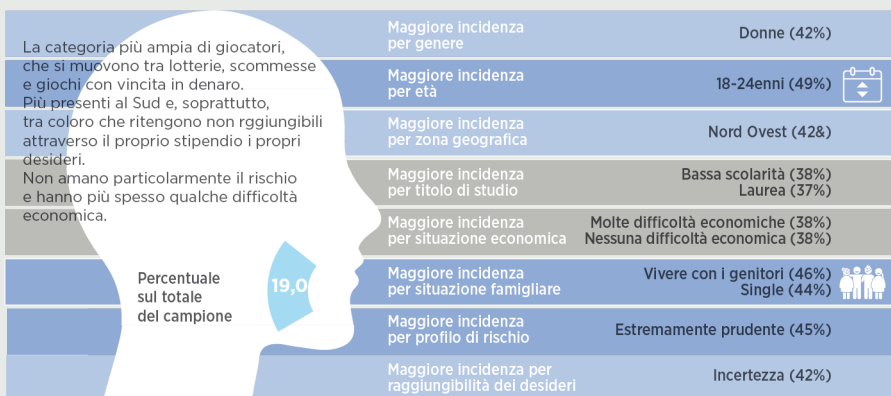 La categoria più ampia di giocatori,
che si muovono tra lotterie, scommesse
e giochi con vincita in denaro.
Più presenti al Sud e, soprattutto,
tra coloro che ritengono non rggiungibili
attraverso il proprio stipendio i propri
desideri.
Non amano particolarmente il rischio
e hanno più spesso qualche difficoltà
economica.
Percentuale
sul totale
del campione
19,0
Maggiore incidenza
per genere
Donne (42%)
Maggiore incidenza
per età
18-24enni (49%)
Maggiore incidenza
per zona geografica
Nord Ovest (42&)
Maggiore incidenza
per titolo di studio
Bassa scolarità (38%)
Laurea (37%)
Maggiore incidenza
per situazione economica
Molte difficoltà economiche (38%)
Nessuna difficoltà economica (38%)
Maggiore incidenza
per situazione famigliare
Vivere con i genitori (46%)
Single (44%)
Maggiore incidenza
per profilo di rischio
Estremamente prudente (45%)
Maggiore incidenza per
raggiungibilità dei desideri
Incertezza (42%)